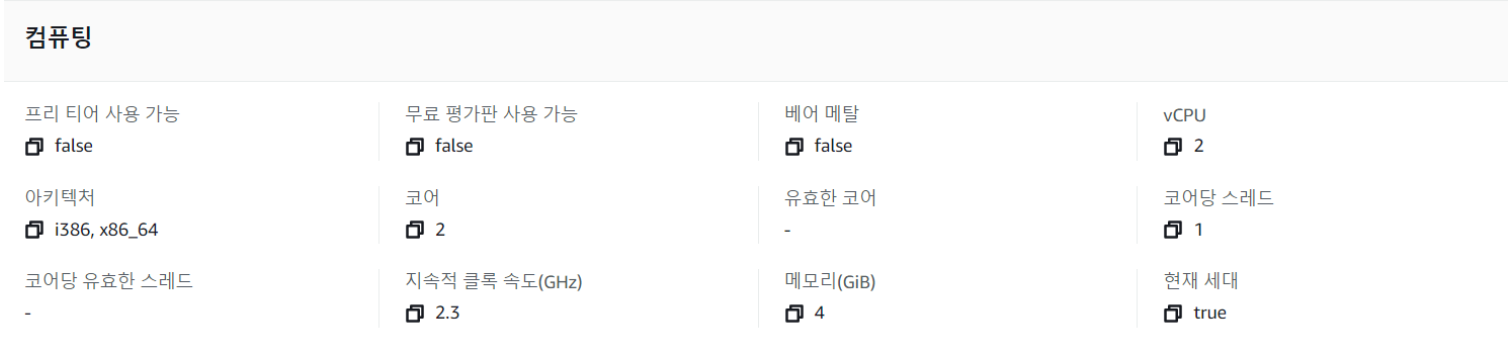 컴퓨팅
프리 티어 사용 가능
false
무료 평가판 사용 가능
false
베어 메탈
false
vCPU
2
아키텍처
i386, x86_64
코어
2
유효한 코어
-
코어당 스레드
1
코어당 유효한 스레드
-
지속적 클록 속도(GHz)
2.3
메모리(GiB)
4
현재 세대
true